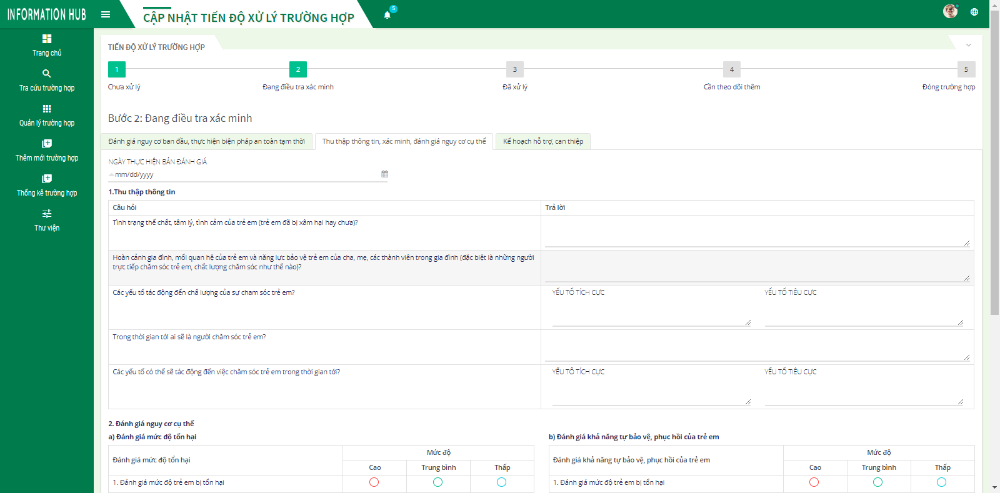 INFORMATION HUB
CẬP NHẬT TIẾN ĐỘ XỬ LÝ TRƯỜNG HỢP
5
Trang chủ
Tra cứu trường hợp
Quản lý trường hợp
Thêm mới trường hợp
Thống kê trường hợp
Thư viện
TIẾN ĐỘ XỬ LÝ TRƯỜNG HỢP
1 2 3 4 5
Chưa xử lý Đang điều tra xác minh Đã xử lý Cần theo dõi thêm Đóng trường hợp
Bước 2: Đang điều tra xác minh
Đánh giá nguy cơ ban đầu, thực hiện biện pháp an toàn tạm thời Thu thập thông tin, xác minh, đánh giá nguy cơ cụ thể Kế hoạch hỗ trợ, can thiệp
NGÀY THỰC HIỆN BẢN ĐÁNH GIÁ
mm/dd/yyyy
1.Thu thập thông tin
Câu hỏi Trả lời
Tình trạng thể chất, tâm lý, tình cảm của trẻ em (trẻ em đã bị xâm hại hay chưa)?
Hoàn cảnh gia đình, mối quan hệ của trẻ em và năng lực bảo vệ trẻ em của cha, mẹ, các thành viên trong gia đình (đặc biệt là những người
trực tiếp chăm sóc trẻ em, chất lượng chăm sóc như thế nào)?
Các yếu tố tác động đến chấ lượng của sự cham sóc trẻ em? YẾU TỐ TÍCH CỰC YẾU TỐ TIÊU CỰC
Trong thời gian tới ai sẽ là người chăm sóc trẻ em?
Các yếu tố có thể sẽ tác động đến việc chăm sóc trẻ em trong thời gian tới? YẾU TỐ TÍCH CỰC YẾU TỐ TIÊU CỰC
2. Đánh giá nguy cơ cụ thể
a) Đánh giá mức độ tổn hại
Đánh giá mức độ tổn hại Mức độ
Cao Trung bình Thấp
1. Đánh giá mức độ trẻ em bị tổn hại
b) Đánh giá khả năng tự bảo vệ, phục hồi của trẻ em
Đánh giá khả năng tự bảo vệ, phục hồi của trẻ em Mức độ
Cao Trung bình Thấp
1. Đánh giá mức độ trẻ em bị tổn hại